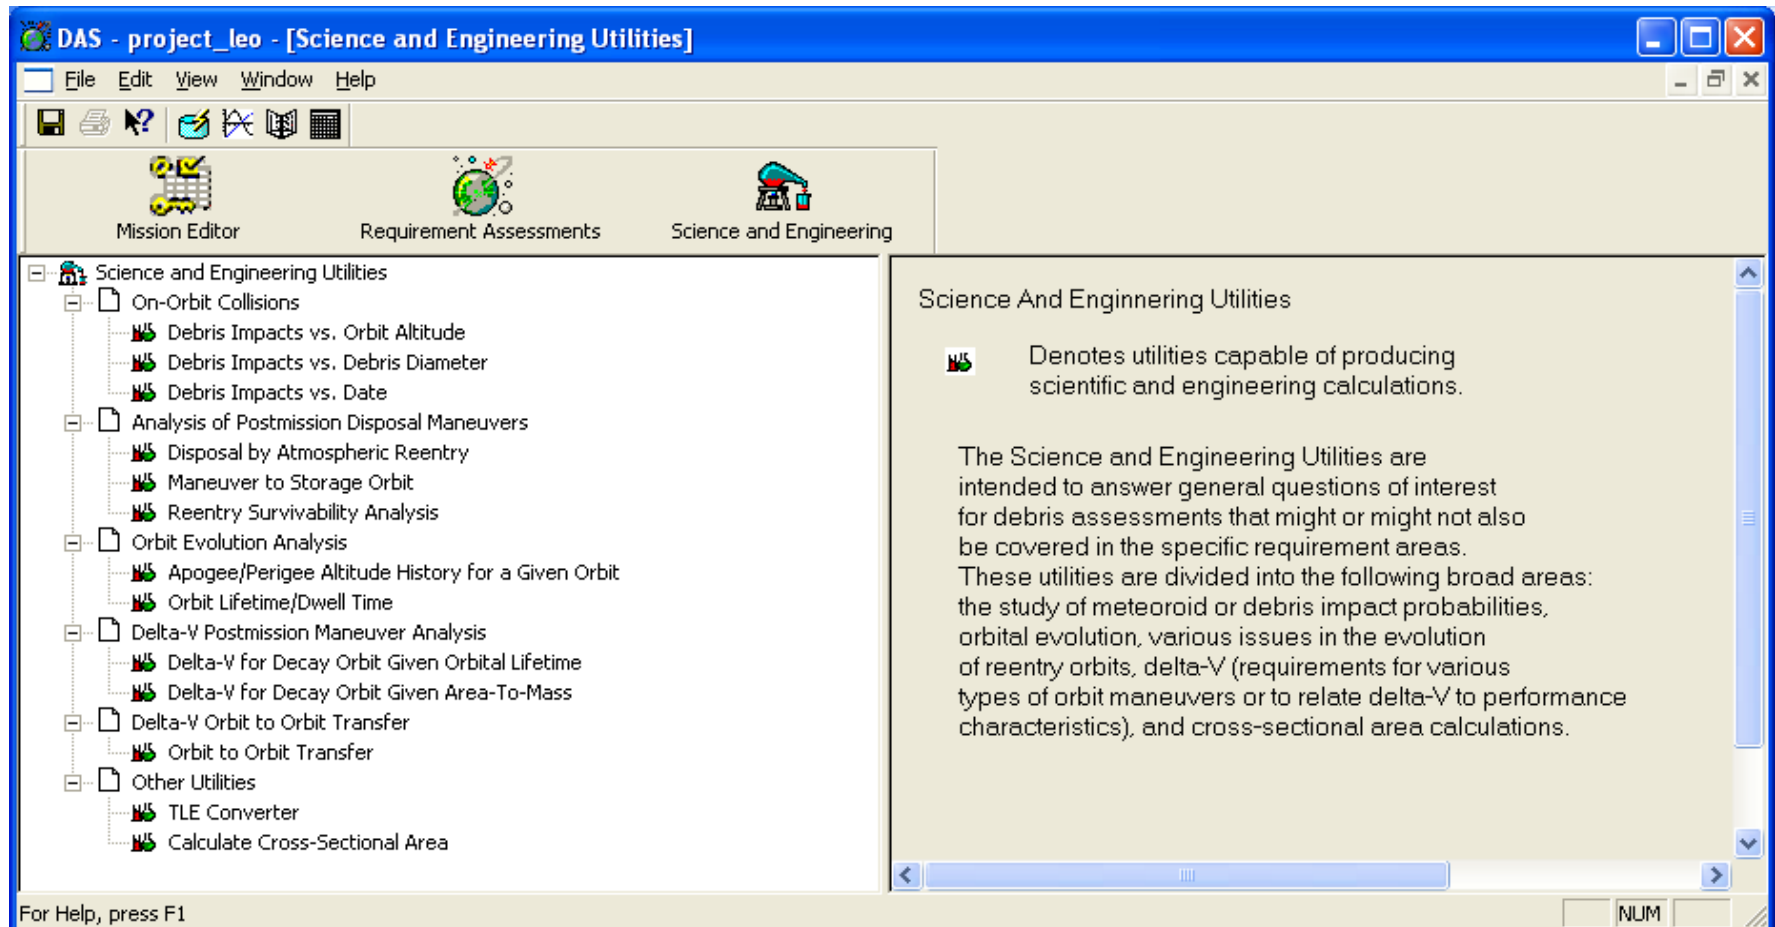 DAS - project_leo - [Science and Engineering Utilities]
File Edit View Window Help
Mission Editor
Requirement Assessments
Science and Engineering
Science and Engineering Utilities
On-Orbit Collisions
Debris Impacts vs. Orbit Altitude
Debris Impacts vs. Debris Diameter
Debris Impacts vs. Date
Analysis of Postmission Disposal Maneuvers
Disposal by Atmospheric Reentry
Maneuver to Storage Orbit
Reentry Survivability Analysis
Orbit Evolution Analysis
Apogee/Perigee Altitude History for a Given Orbit
Orbit Lifetime/Dwell Time
Delta-V Postmission Maneuver Analysis
Delta-V for Decay Orbit Given Orbital Lifetime
Delta-V for Decay Orbit Given Area-To-Mass
Delta-V Orbit to Orbit Transfer
Orbit to Orbit Transfer
Other Utilities
TLE Converter
Calculate Cross-Sectional Area
Science And Enginnering Utilities
Denotes utilities capable of producing
scientific and engineering calculations.
The Science and Engineering Utilities are
intended to answer general questions of interest
for debris assessments that might or might not also
be covered in the specific requirement areas.
These utilities are divided into the following broad areas:
the study of meteoroid or debris impact probabilities,
orbital evolution, various issues in the evolution
of reentry orbits, delta-V (requirements for various
types of orbit maneuvers or to relate delta-V to performance
characteristics), and cross-sectional area calculations.
For Help, press F1
NUM